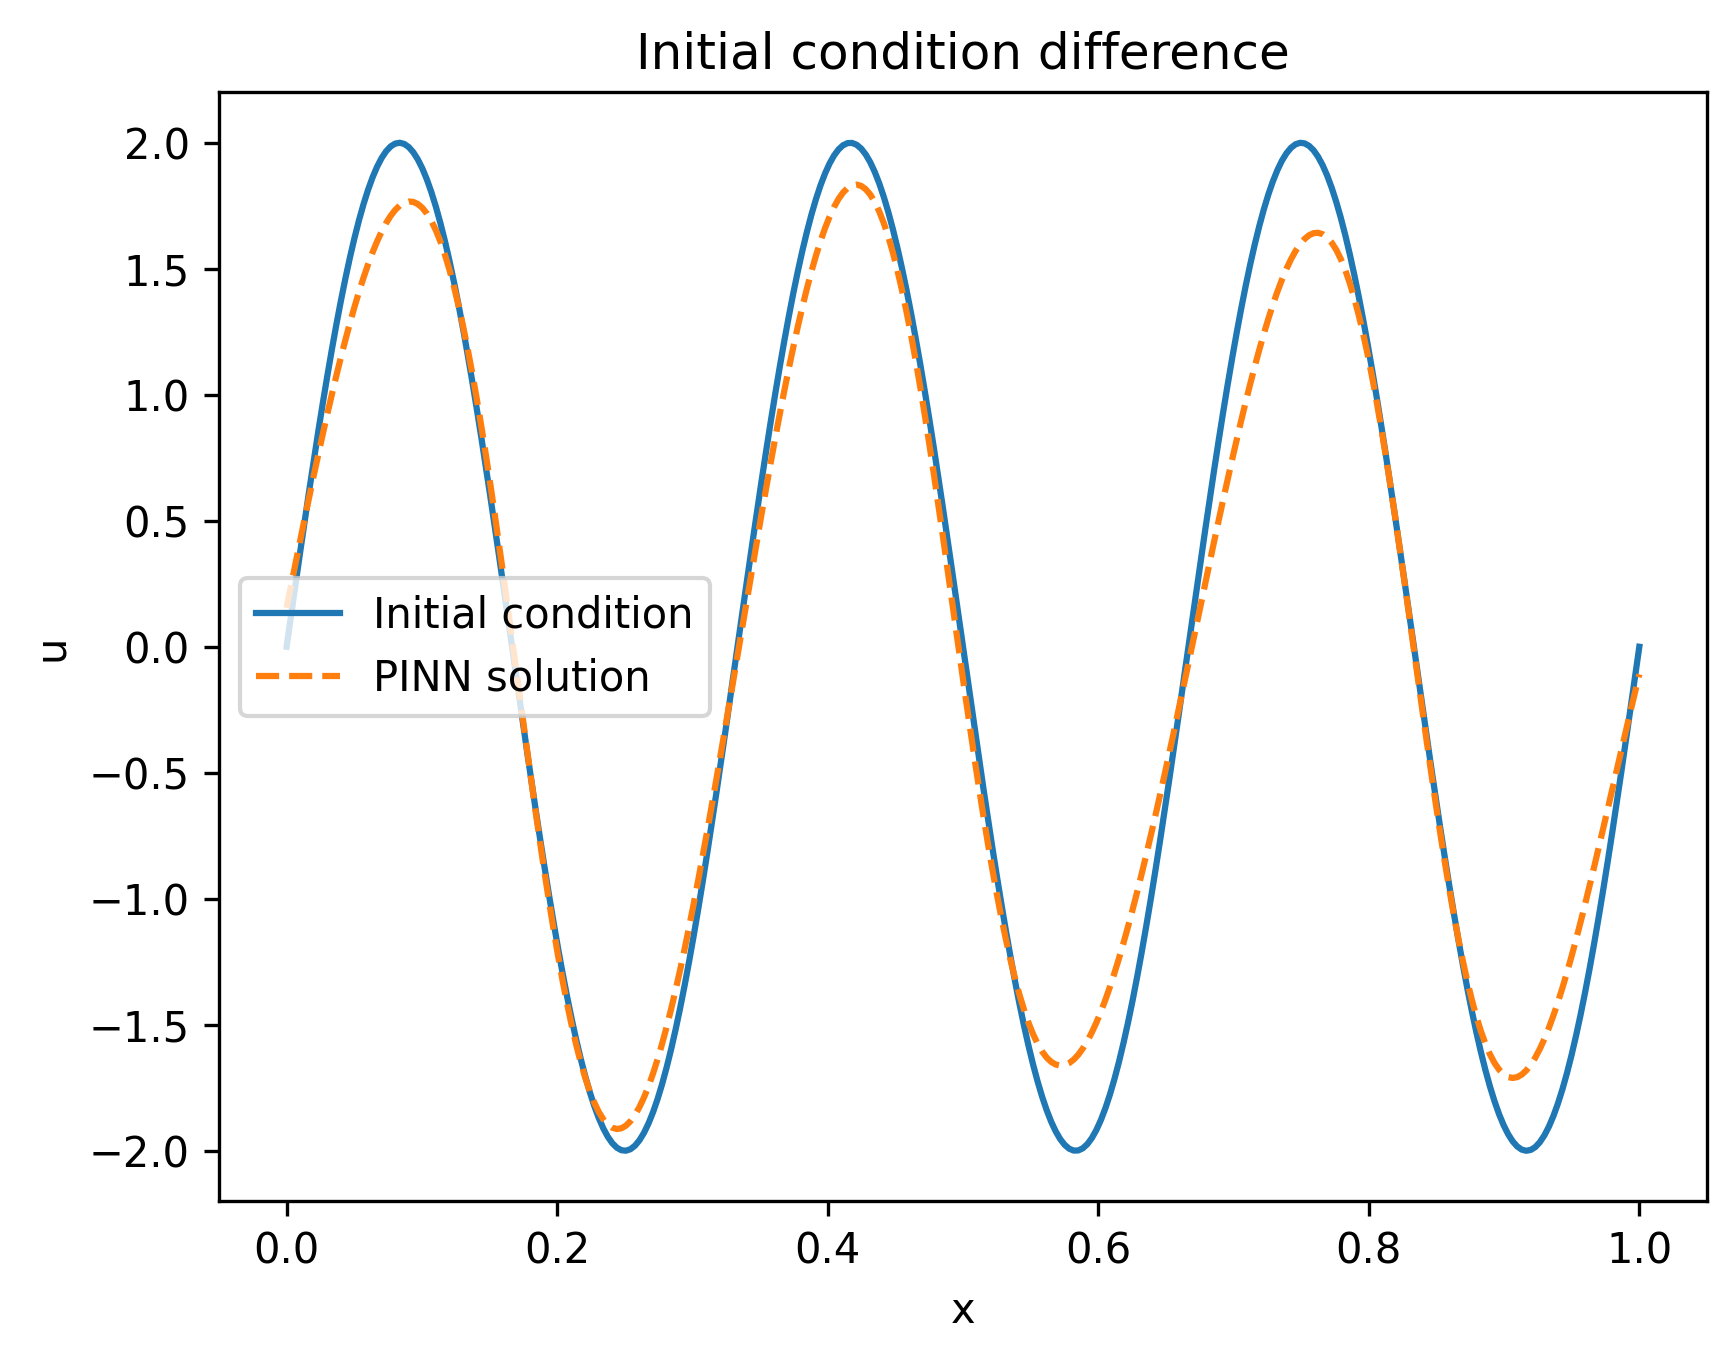 Initial condition difference
2.0
1.5
1.0
0.5
0.0
−0.5
−1.0
−1.5
−2.0
u
Initial condition
PINN solution
0.0 0.2 0.4 0.6 0.8 1.0
x